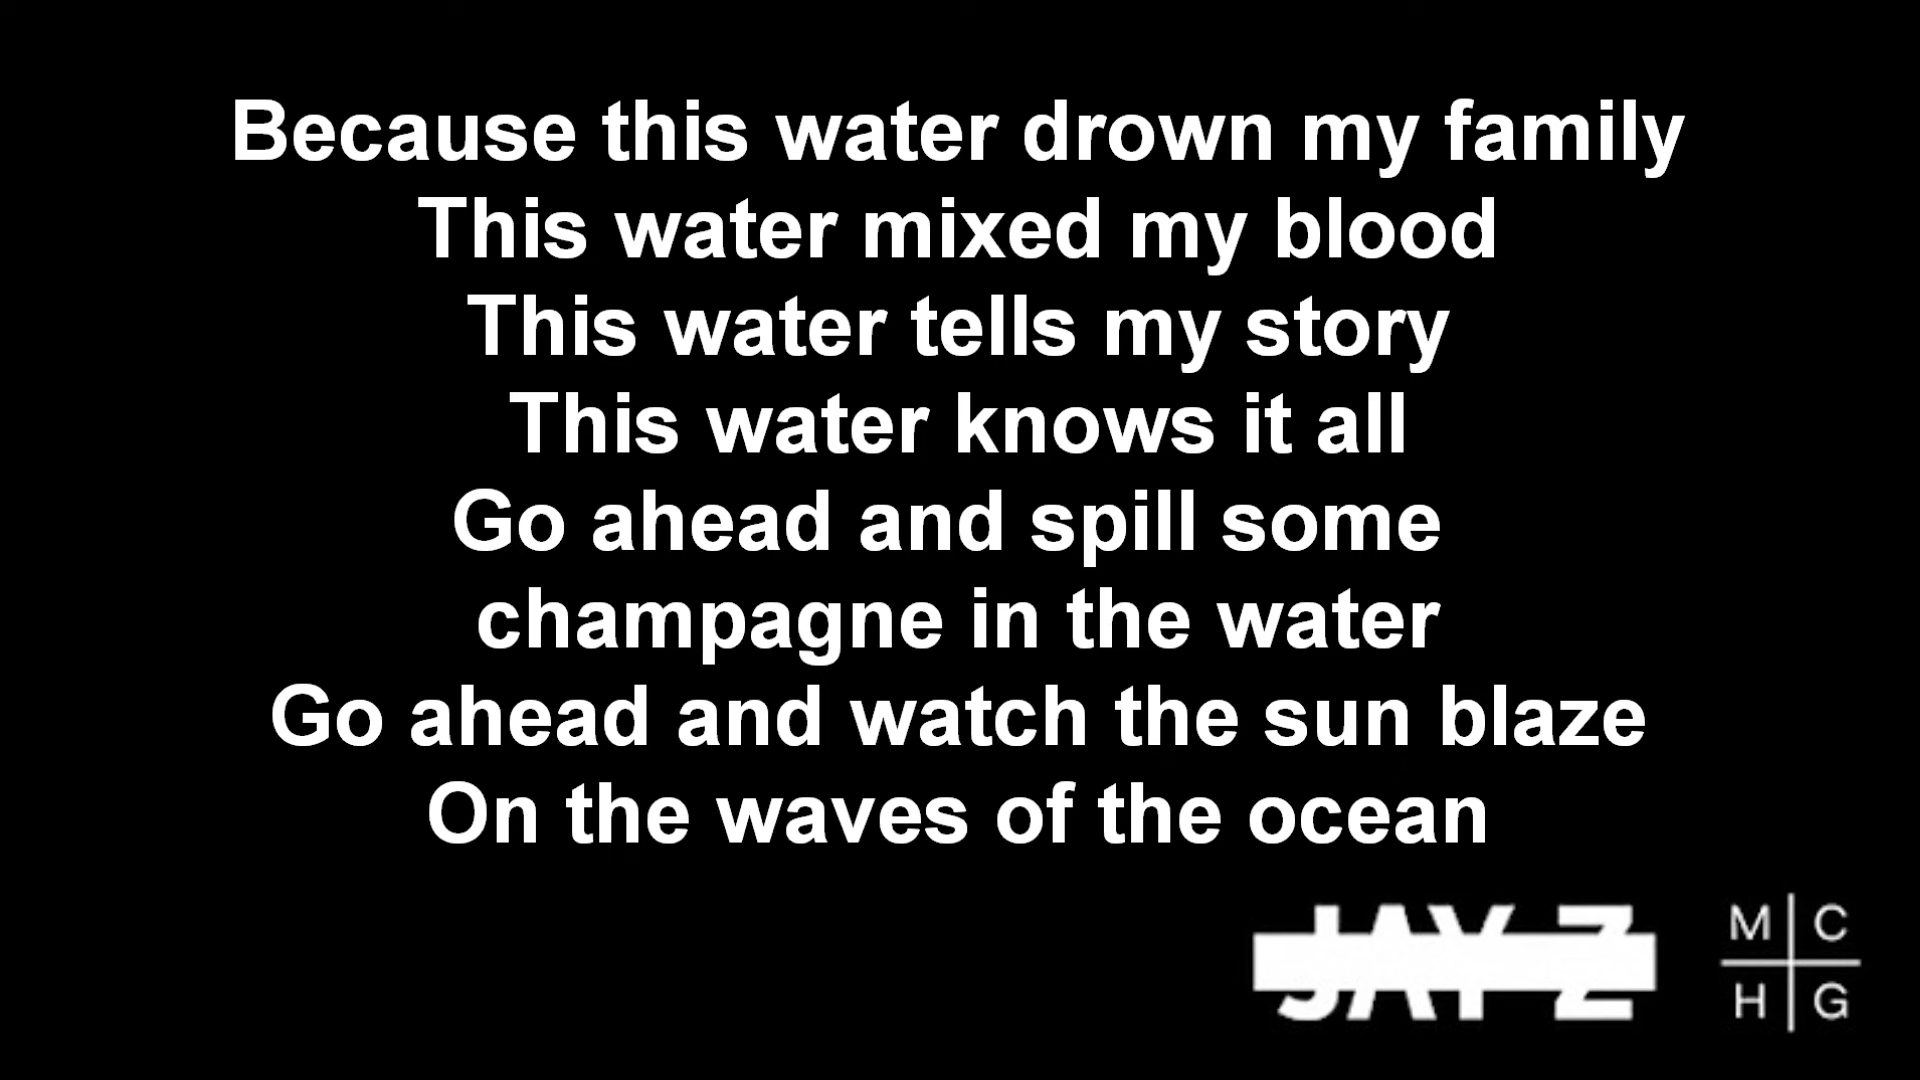 Because this water drown my family
This water mixed my blood
This water tells my story
This water knows it all
Go ahead and spill some
champagne in the water
Go ahead and watch the sun blaze
On the waves of the ocean
JAY Z
M C
H G